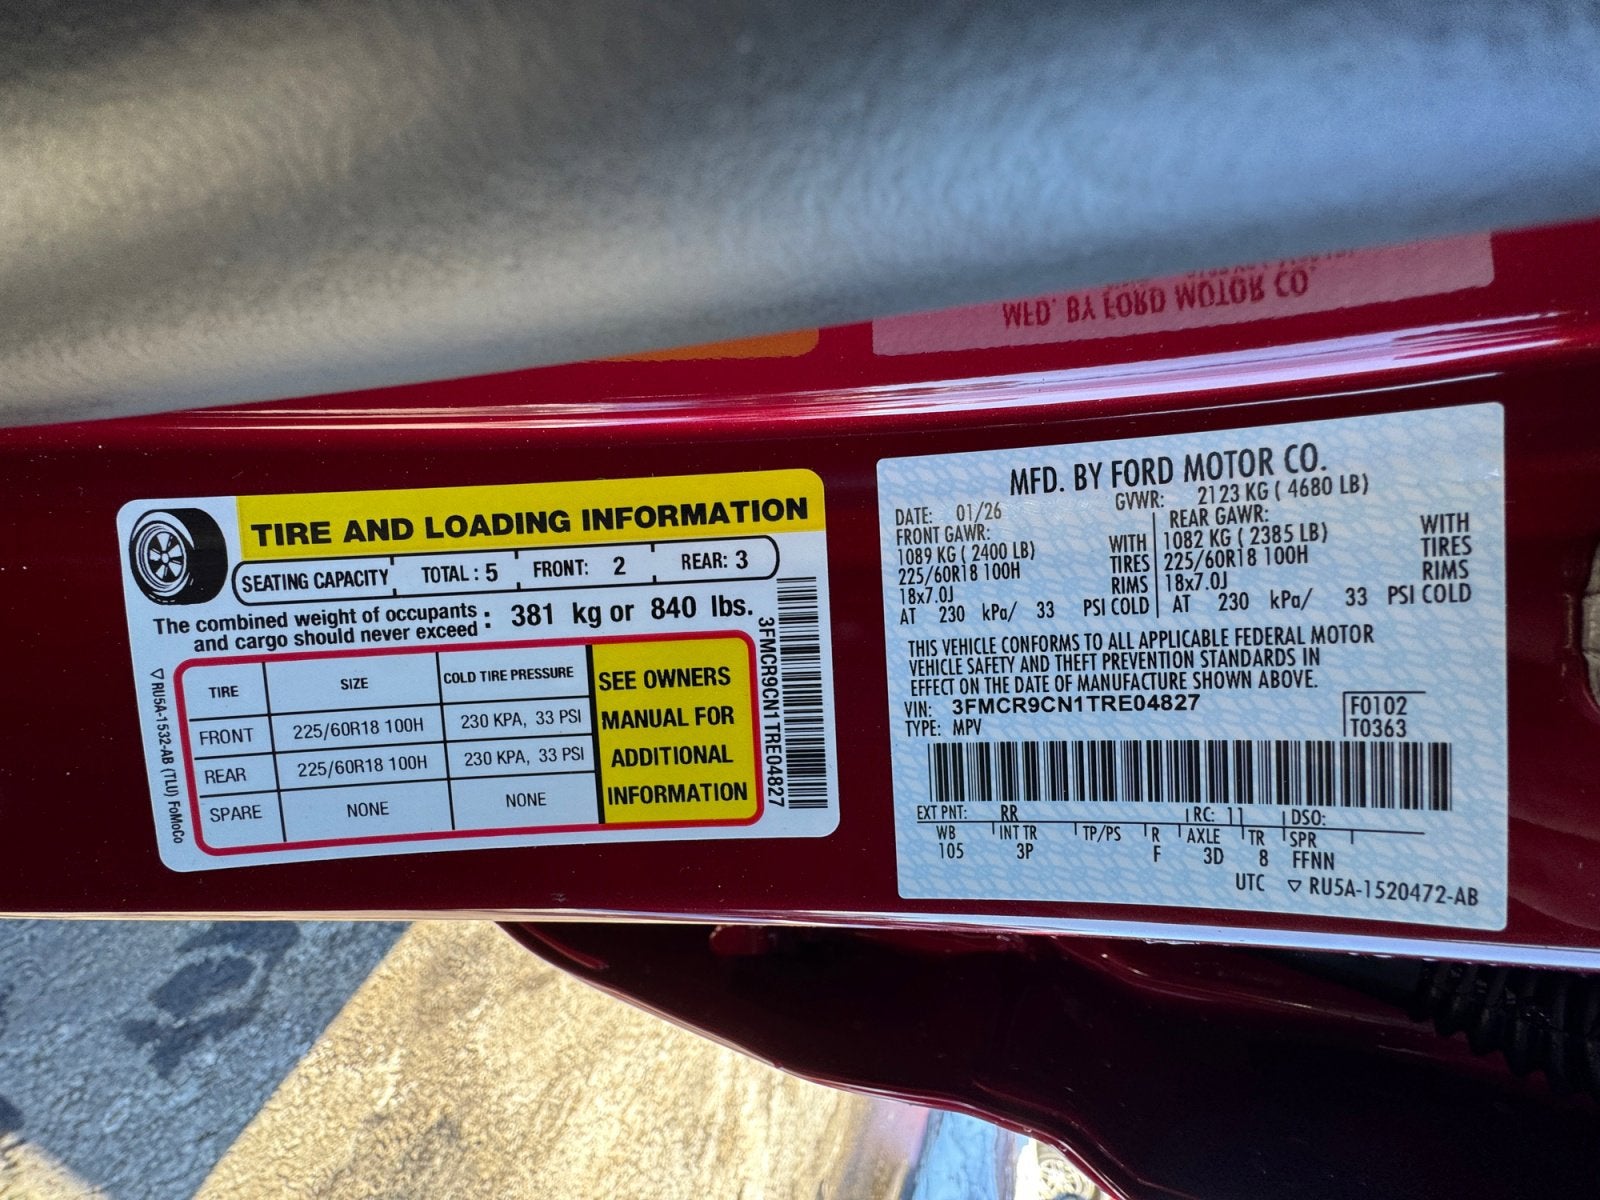 MFD. BY FORD MOTOR CO.
TIRE AND LOADING INFORMATION
SEATING CAPACITY TOTAL : 5 FRONT: 2 REAR: 3
The combined weight of occupants
and cargo should never exceed : 381 kg or 840 lbs.
TIRE SIZE COLD TIRE PRESSURE
FRONT 225/60R18 100H 230 KPA, 33 PSI
REAR 225/60R18 100H 230 KPA, 33 PSI
SPARE NONE NONE
SEE OWNERS
MANUAL FOR
ADDITIONAL
INFORMATION
3FMCR9CN1TRE04827
RU5A-1532-AB (TLU) FoMoCo
MFD. BY FORD MOTOR CO.
DATE: 01/26 GVWR: 2123 KG ( 4680 LB)
FRONT GAWR: REAR GAWR:
1089 KG ( 2400 LB) WITH 1082 KG ( 2385 LB) WITH
225/60R18 100H TIRES 225/60R18 100H TIRES
18x7.0J RIMS 18x7.0J RIMS
AT 230 kPa/ 33 PSI COLD AT 230 kPa/ 33 PSI COLD
THIS VEHICLE CONFORMS TO ALL APPLICABLE FEDERAL MOTOR
VEHICLE SAFETY AND THEFT PREVENTION STANDARDS IN
EFFECT ON THE DATE OF MANUFACTURE SHOWN ABOVE.
VIN: 3FMCR9CN1TRE04827 F0102
TYPE: MPV T0363
EXT PNT: RR RC: 11 DSO:
WB INT TR TP/PS R AXLE TR SPR
105 3P F 3D 8 FFNN
UTC RU5A-1520472-AB